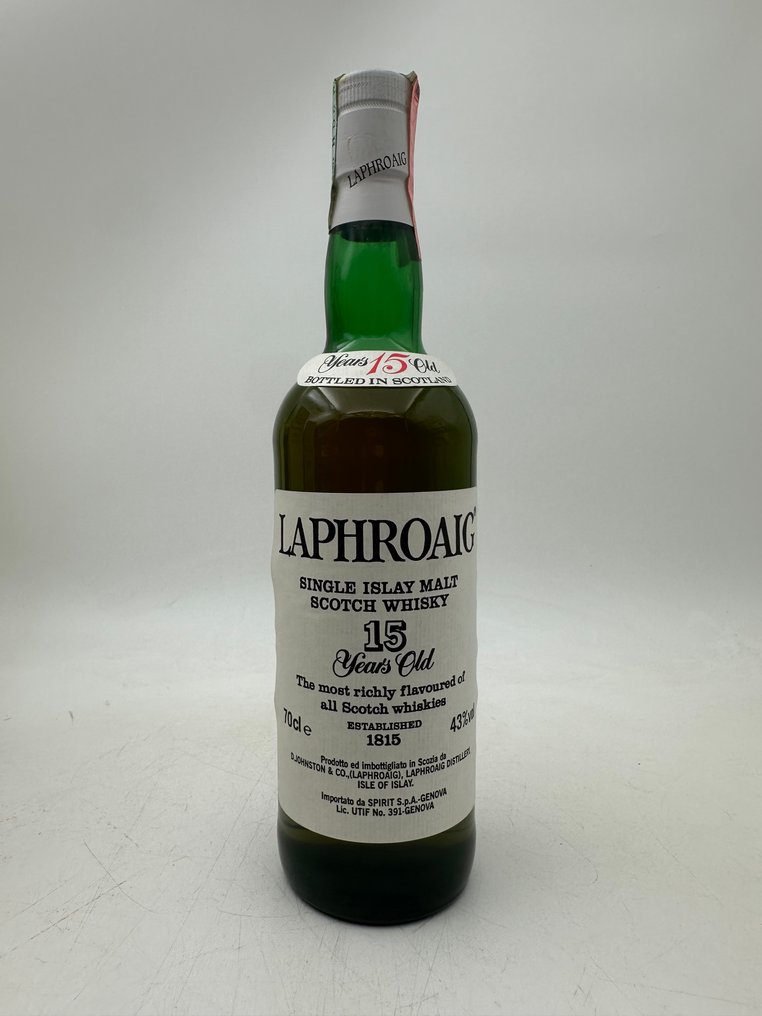 LAPHROAIG
Years 15 Old
BOTTLED IN SCOTLAND
LAPHROAIG®
SINGLE ISLAY MALT
SCOTCH WHISKY
15
Years Old
The most richly flavoured of
all Scotch whiskies
ESTABLISHED
1815
70cl e
43%vol
Prodotto ed imbottigliato in Scozia da
D.JOHNSTON & CO.,(LAPHROAIG), LAPHROAIG DISTILLERY,
ISLE OF ISLAY.
Importato da SPIRIT S.p.A.-GENOVA
Lic. UTIF No. 391-GENOVA